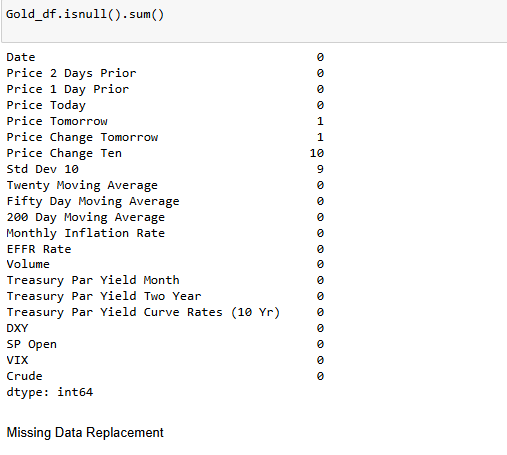 Gold_df.isnull().sum()
Date 0
Price 2 Days Prior 0
Price 1 Day Prior 0
Price Today 0
Price Tomorrow 1
Price Change Tomorrow 1
Price Change Ten 10
Std Dev 10 9
Twenty Moving Average 0
Fifty Day Moving Average 0
200 Day Moving Average 0
Monthly Inflation Rate 0
EFFR Rate 0
Volume 0
Treasury Par Yield Month 0
Treasury Par Yield Two Year 0
Treasury Par Yield Curve Rates (10 Yr) 0
DXY 0
SP Open 0
VIX 0
Crude 0
dtype: int64
Missing Data Replacement